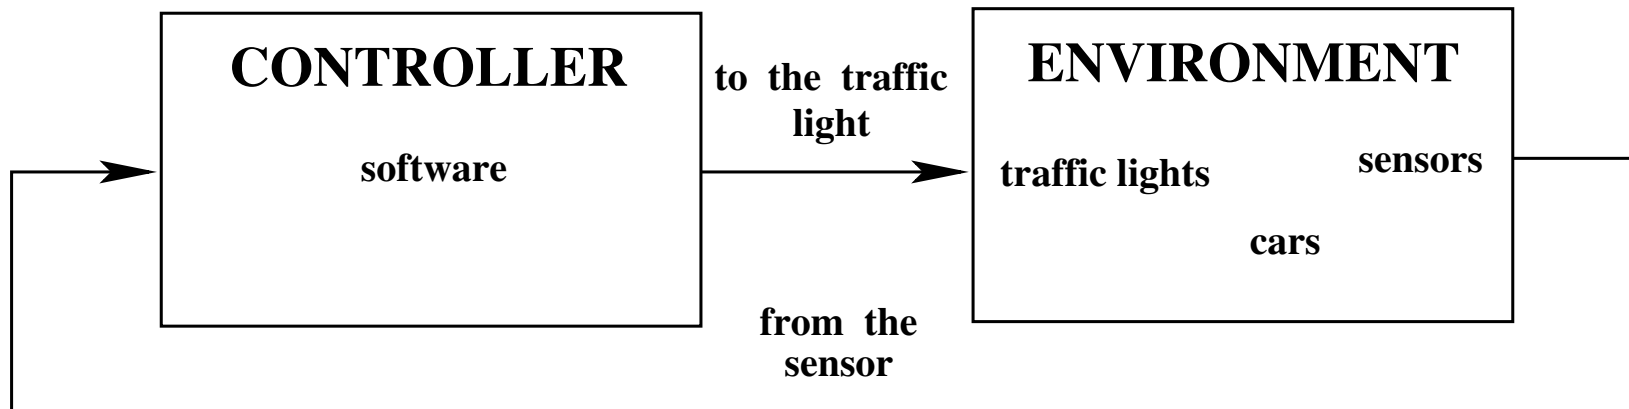 CONTROLLER
software
to the traffic
light
from the
sensor
ENVIRONMENT
traffic lights
sensors
cars